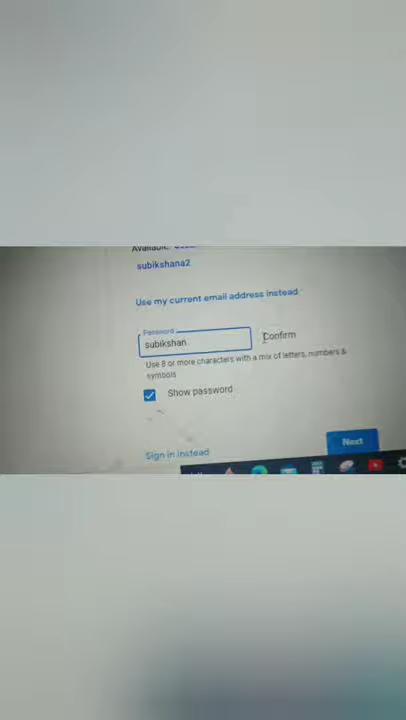 Available:
subikshana2
Use my current email address instead
Password
subikshan
Confirm
Use 8 or more characters with a mix of letters, numbers &
symbols
Show password
Sign in instead
Next